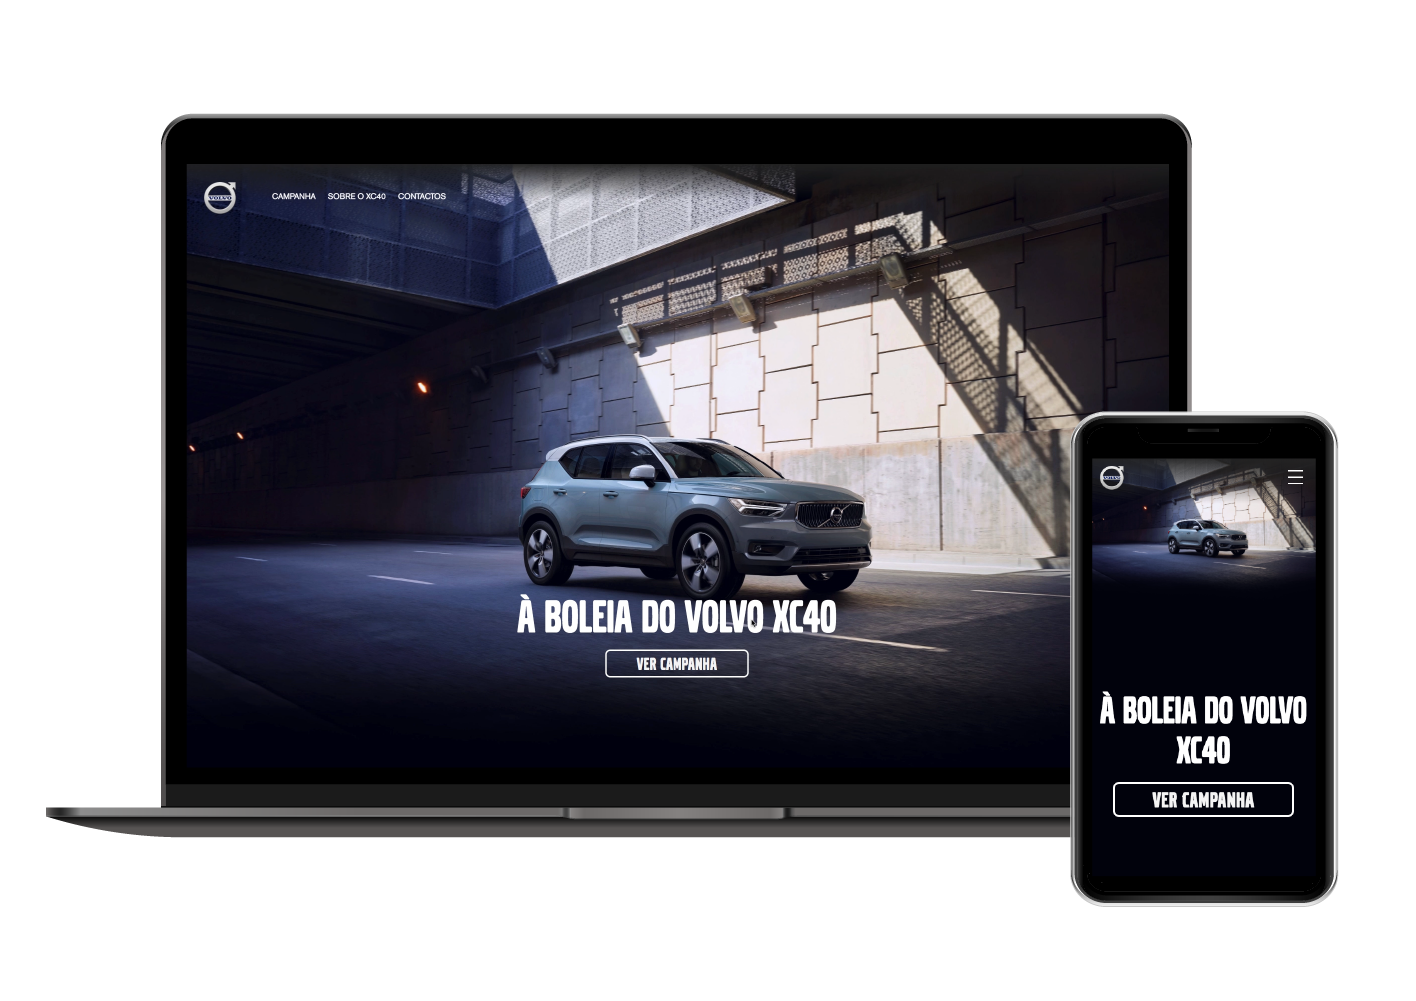 VOLVO
CAMPANHA SOBRE O XC40 CONTACTOS
À BOLEIA DO VOLVO XC40
VER CAMPANHA
VOLVO
À BOLEIA DO VOLVO
XC40
VER CAMPANHA